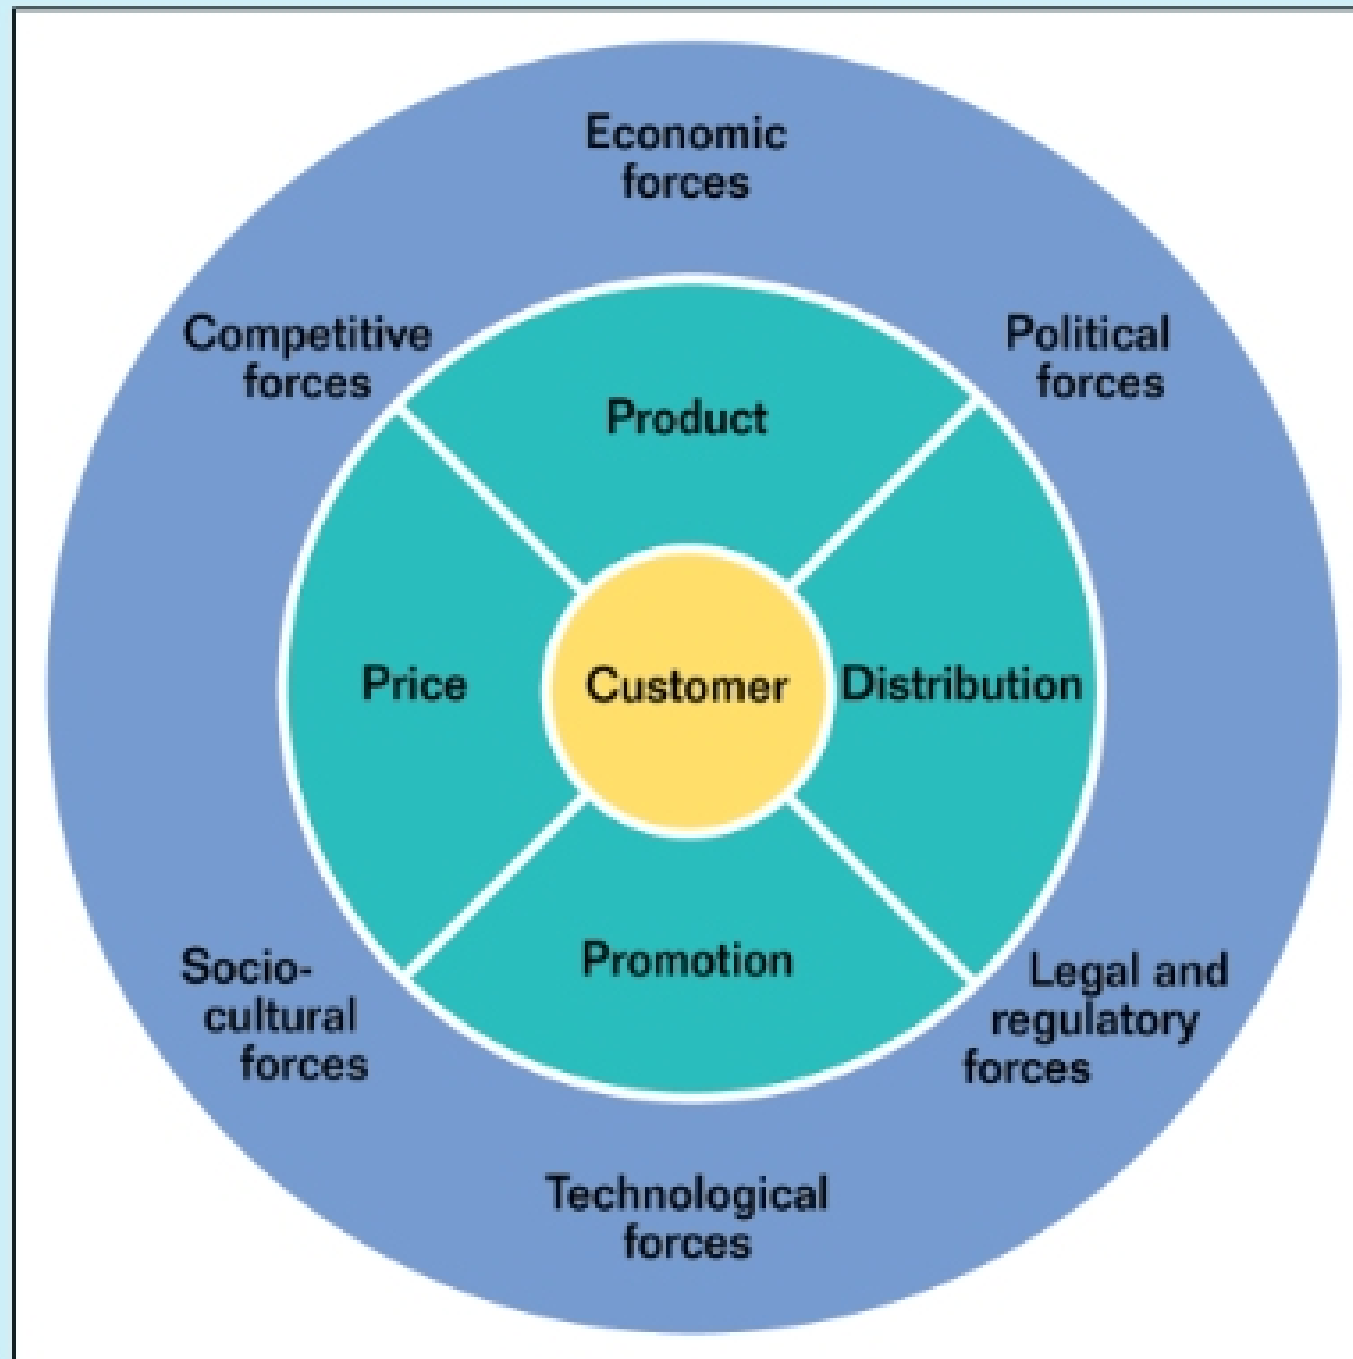 Economic
forces
Competitive
forces
Political
forces
Product
Price
Customer
Distribution
Promotion
Socio-
cultural
forces
Legal and
regulatory
forces
Technological
forces